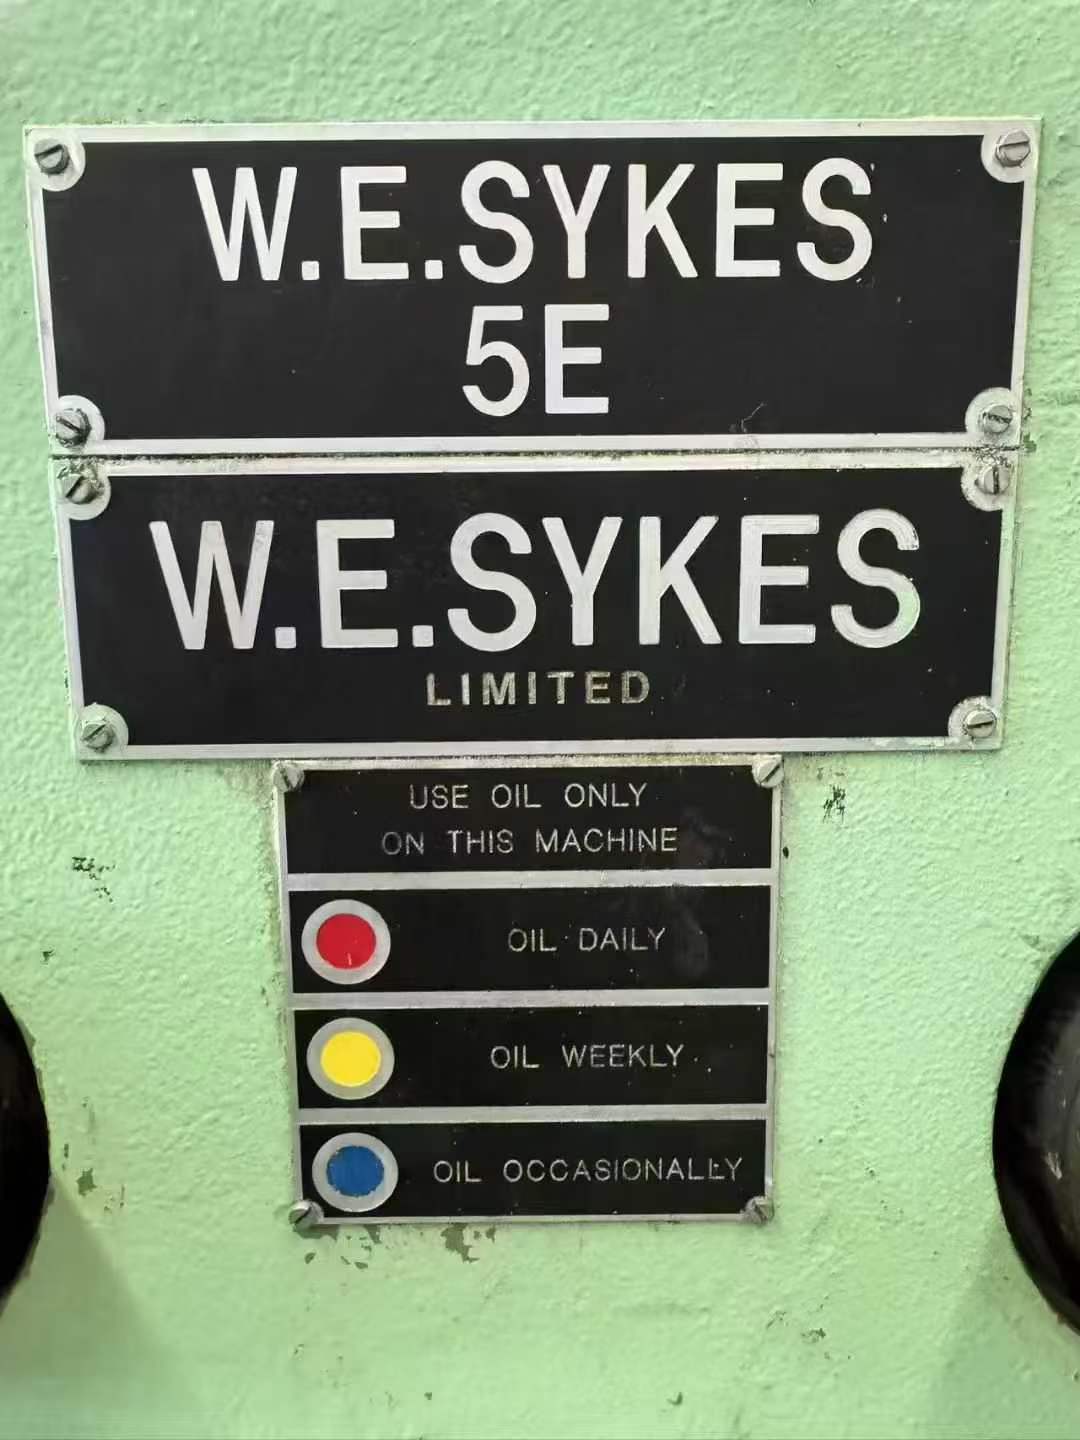 W.E.SYKES
5E
W.E.SYKES
LIMITED
USE OIL ONLY
ON THIS MACHINE
OIL DAILY
OIL WEEKLY
OIL OCCASIONALLY